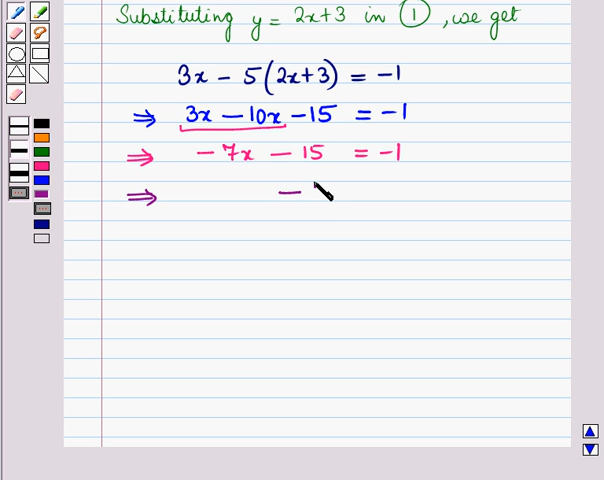 Substituting y = 2x+3 in ①, we get
3x - 5(2x+3) = -1
⇒ 3x - 10x - 15 = -1
⇒ -7x - 15 = -1
⇒ -